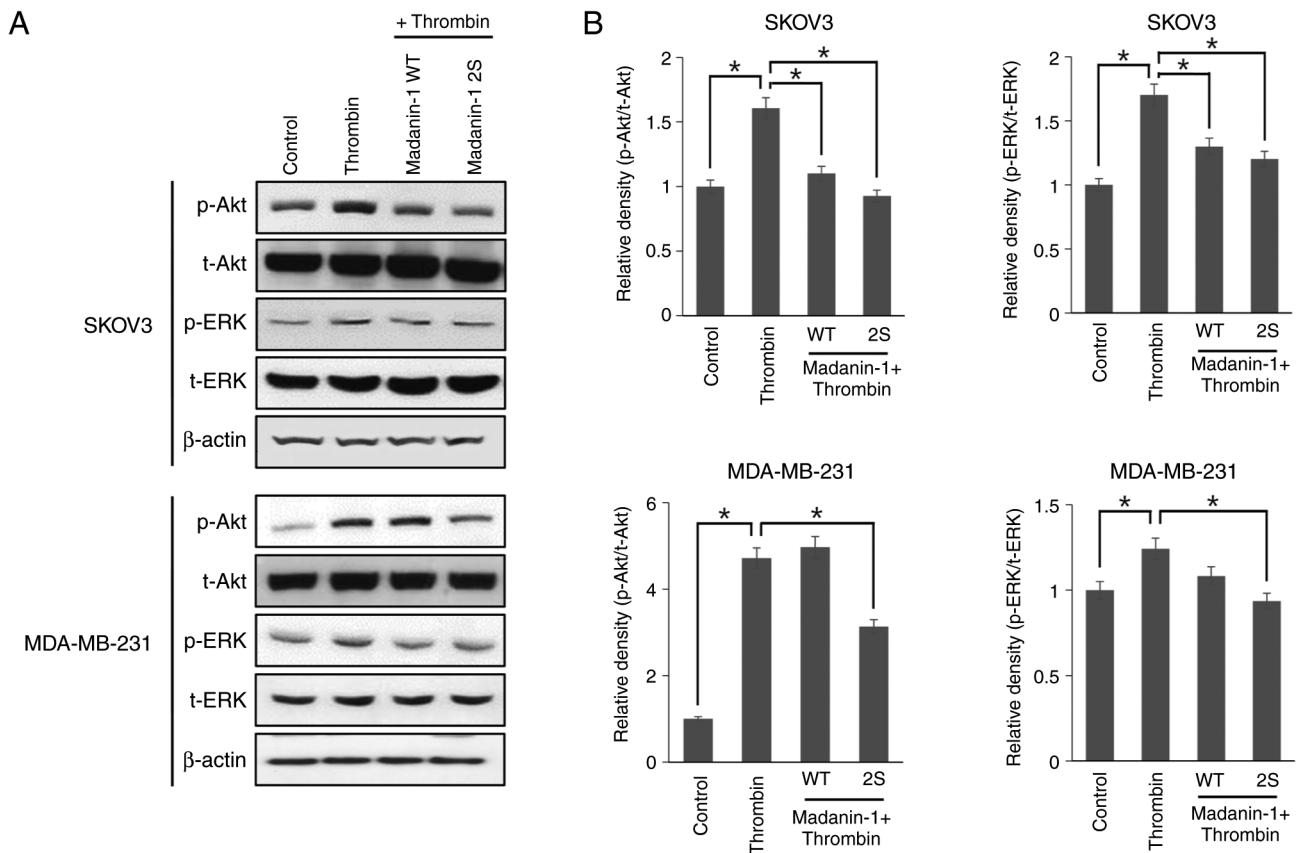 A
+ Thrombin
Control
Thrombin
Madanin-1 WT
Madanin-1 2S
SKOV3
p-Akt
t-Akt
p-ERK
t-ERK
β-actin
MDA-MB-231
p-Akt
t-Akt
p-ERK
t-ERK
β-actin
B
SKOV3
Relative density (p-Akt/t-Akt)
2
1.5
1
0.5
0
* * *
Control
Thrombin
WT 2S
Madanin-1+
Thrombin
SKOV3
Relative density (p-ERK/t-ERK)
2
1.5
1
0.5
0
* * *
Control
Thrombin
WT 2S
Madanin-1+
Thrombin
MDA-MB-231
Relative density (p-Akt/t-Akt)
6
4
2
0
* *
Control
Thrombin
WT 2S
Madanin-1+
Thrombin
MDA-MB-231
Relative density (p-ERK/t-ERK)
1.5
1
0.5
0
* *
Control
Thrombin
WT 2S
Madanin-1+
Thrombin